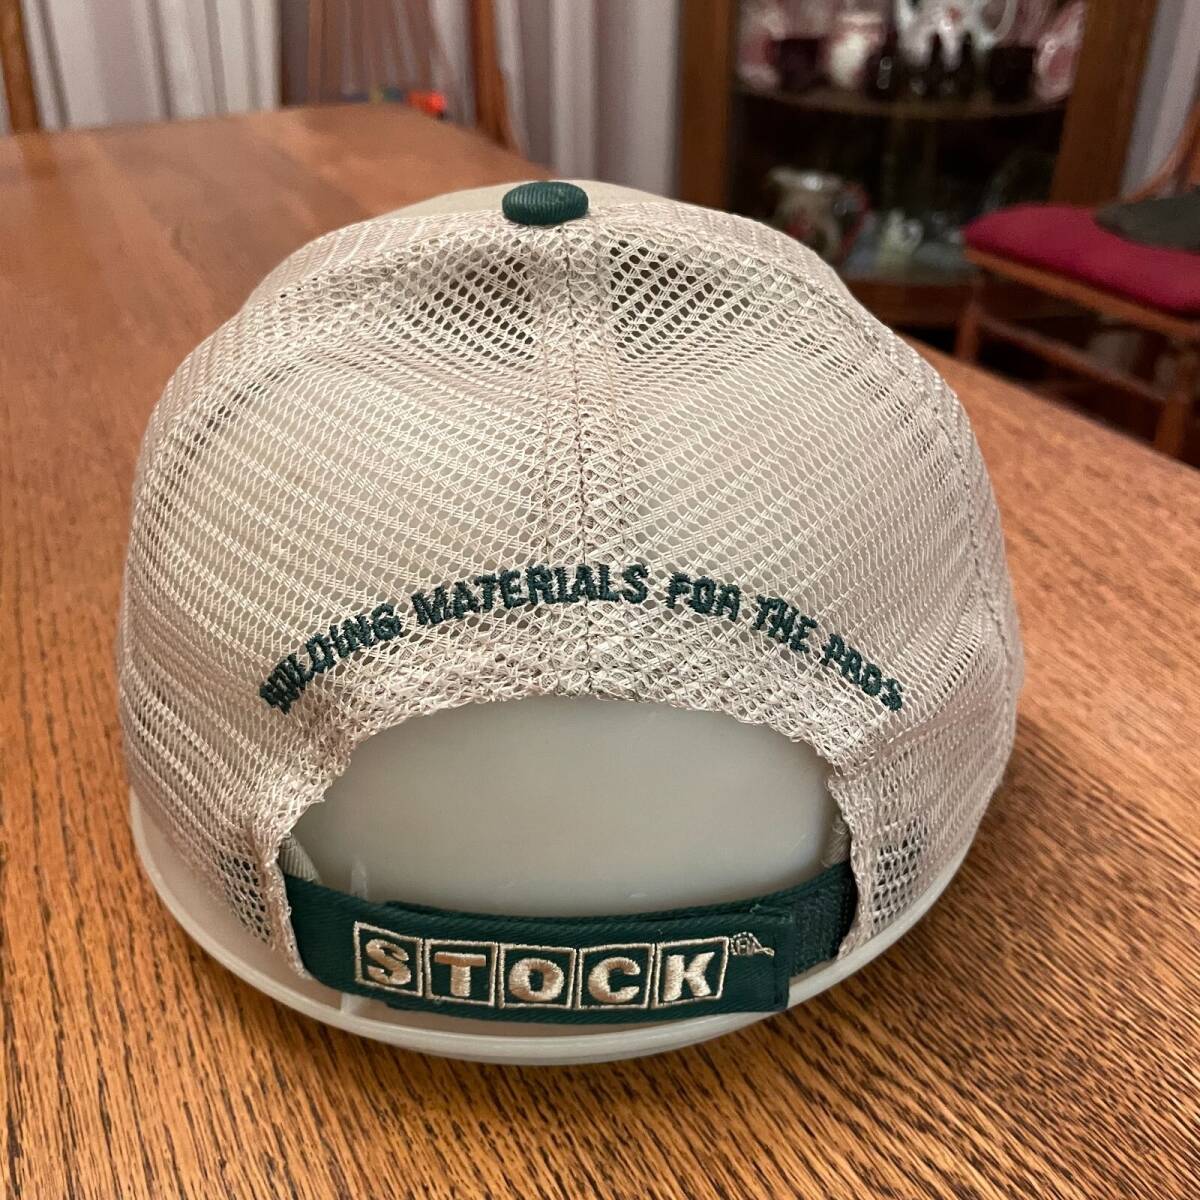 BUILDING MATERIALS FOR THE PROS
STOCK